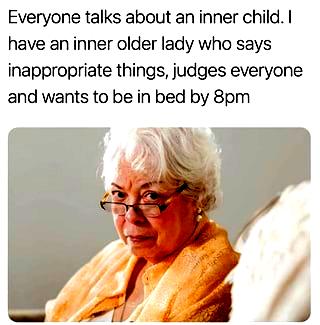 Everyone talks about an inner child. I
have an inner older lady who says
inappropriate things, judges everyone
and wants to be in bed by 8pm